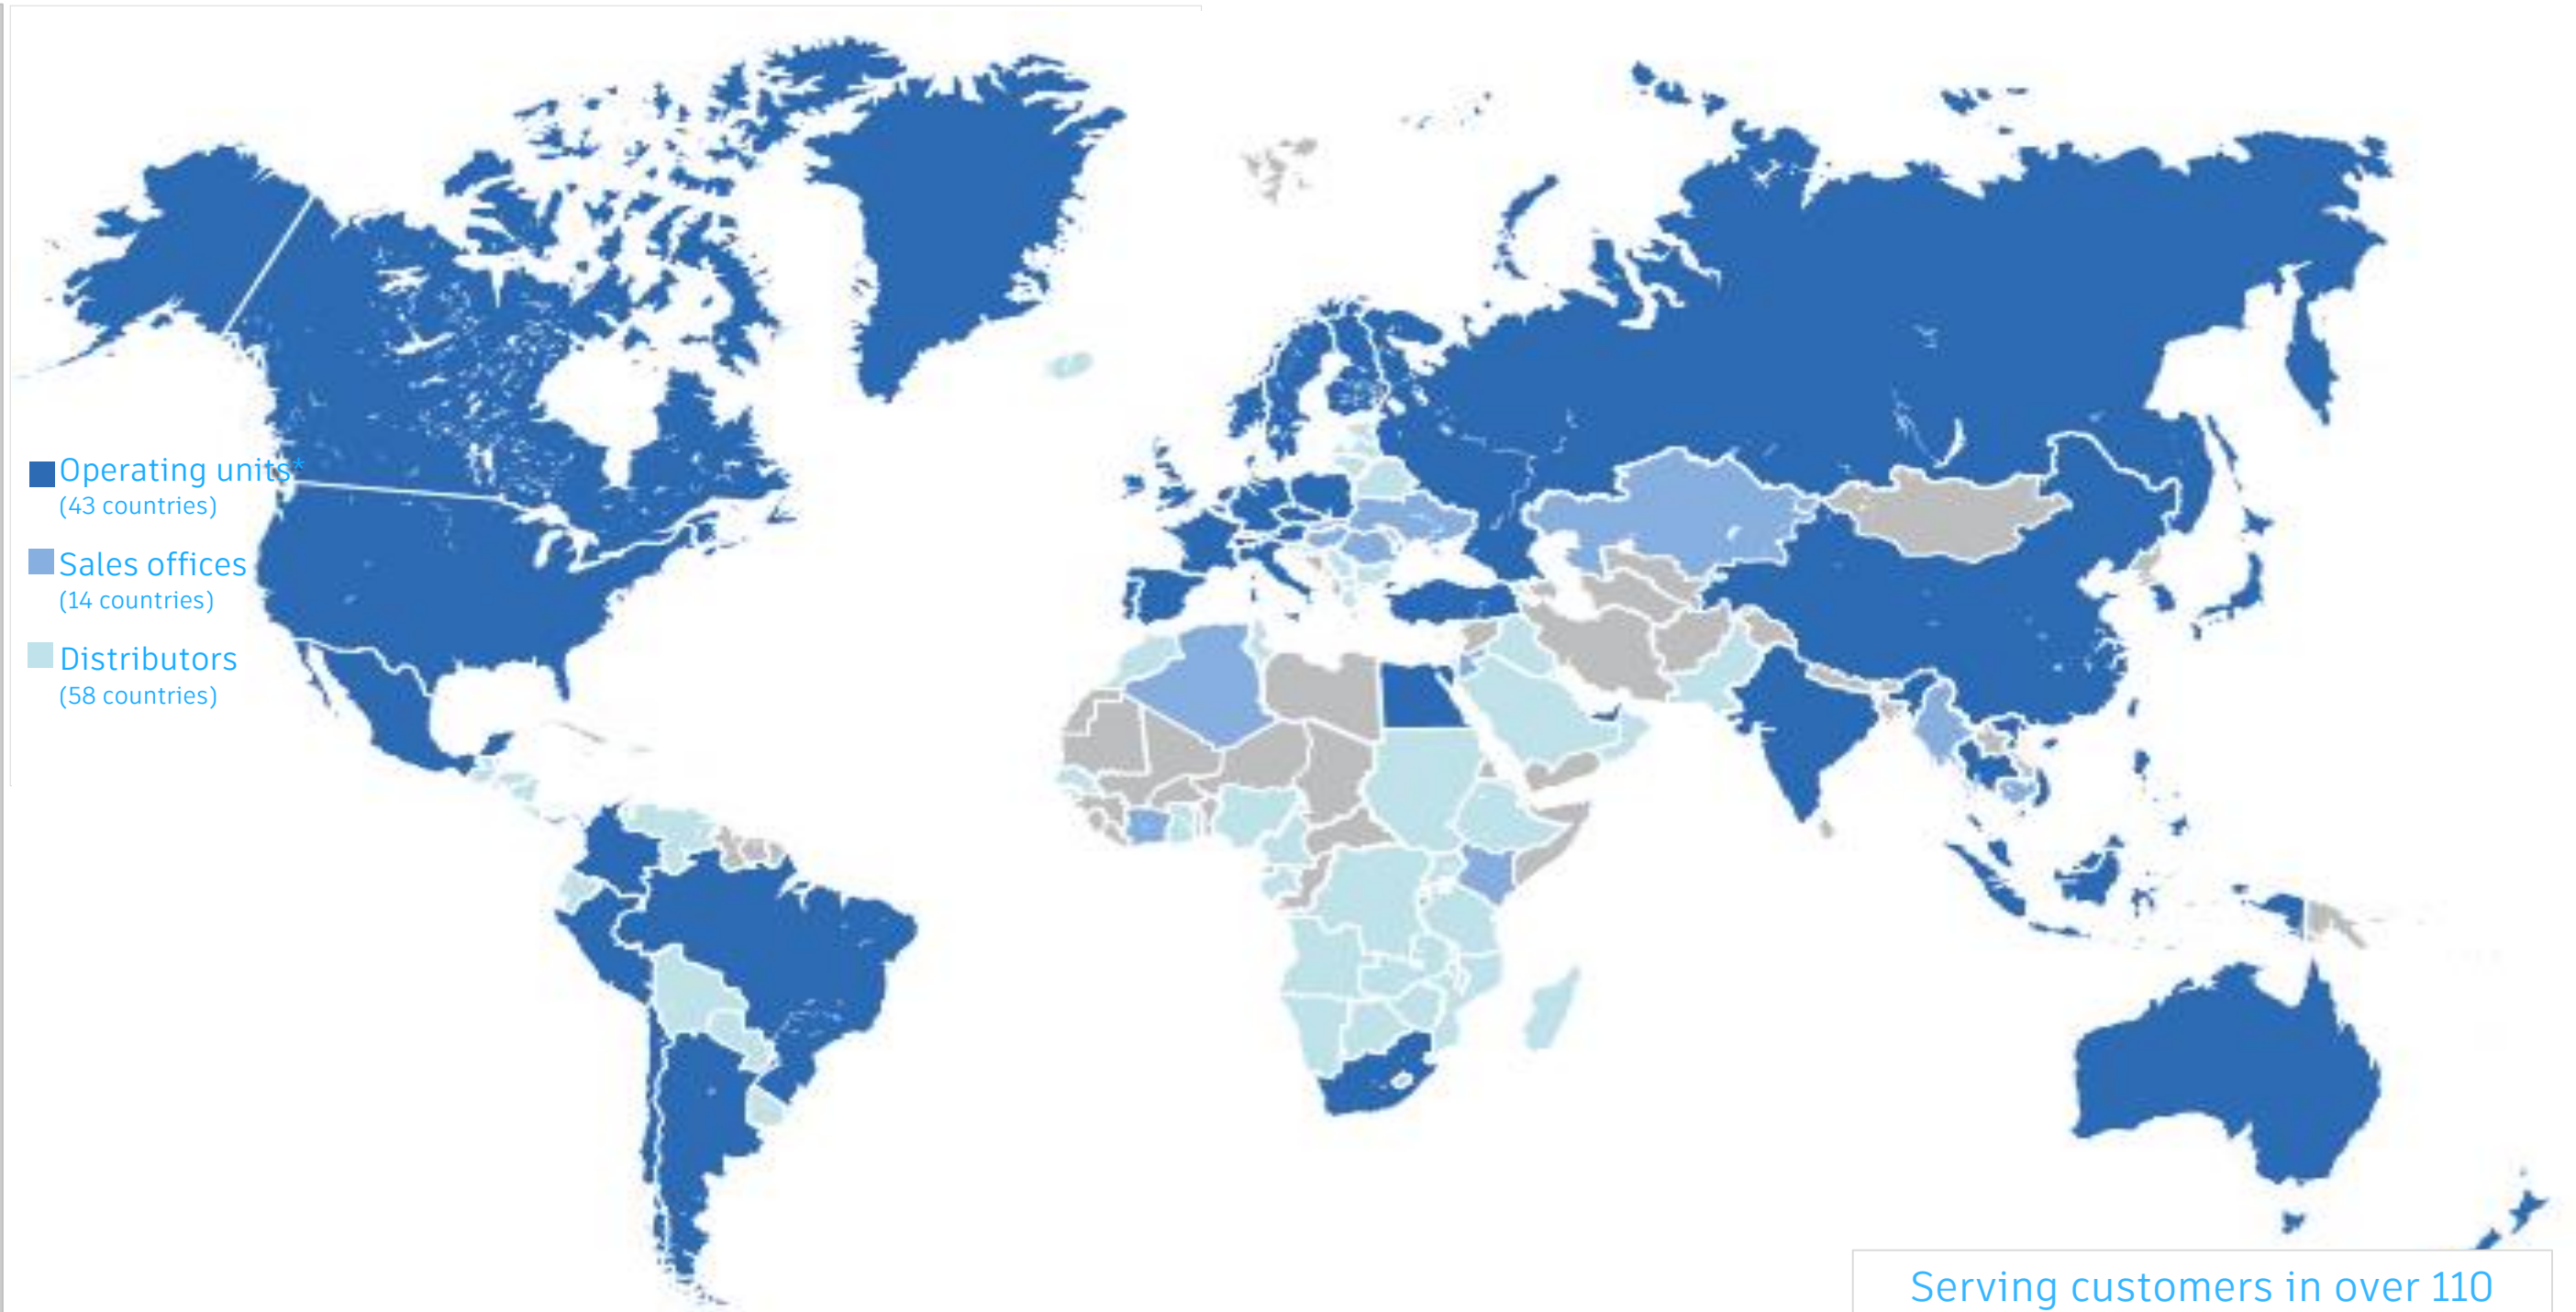 Operating units*
(43 countries)
Sales offices
(14 countries)
Distributors
(58 countries)
Serving customers in over 110